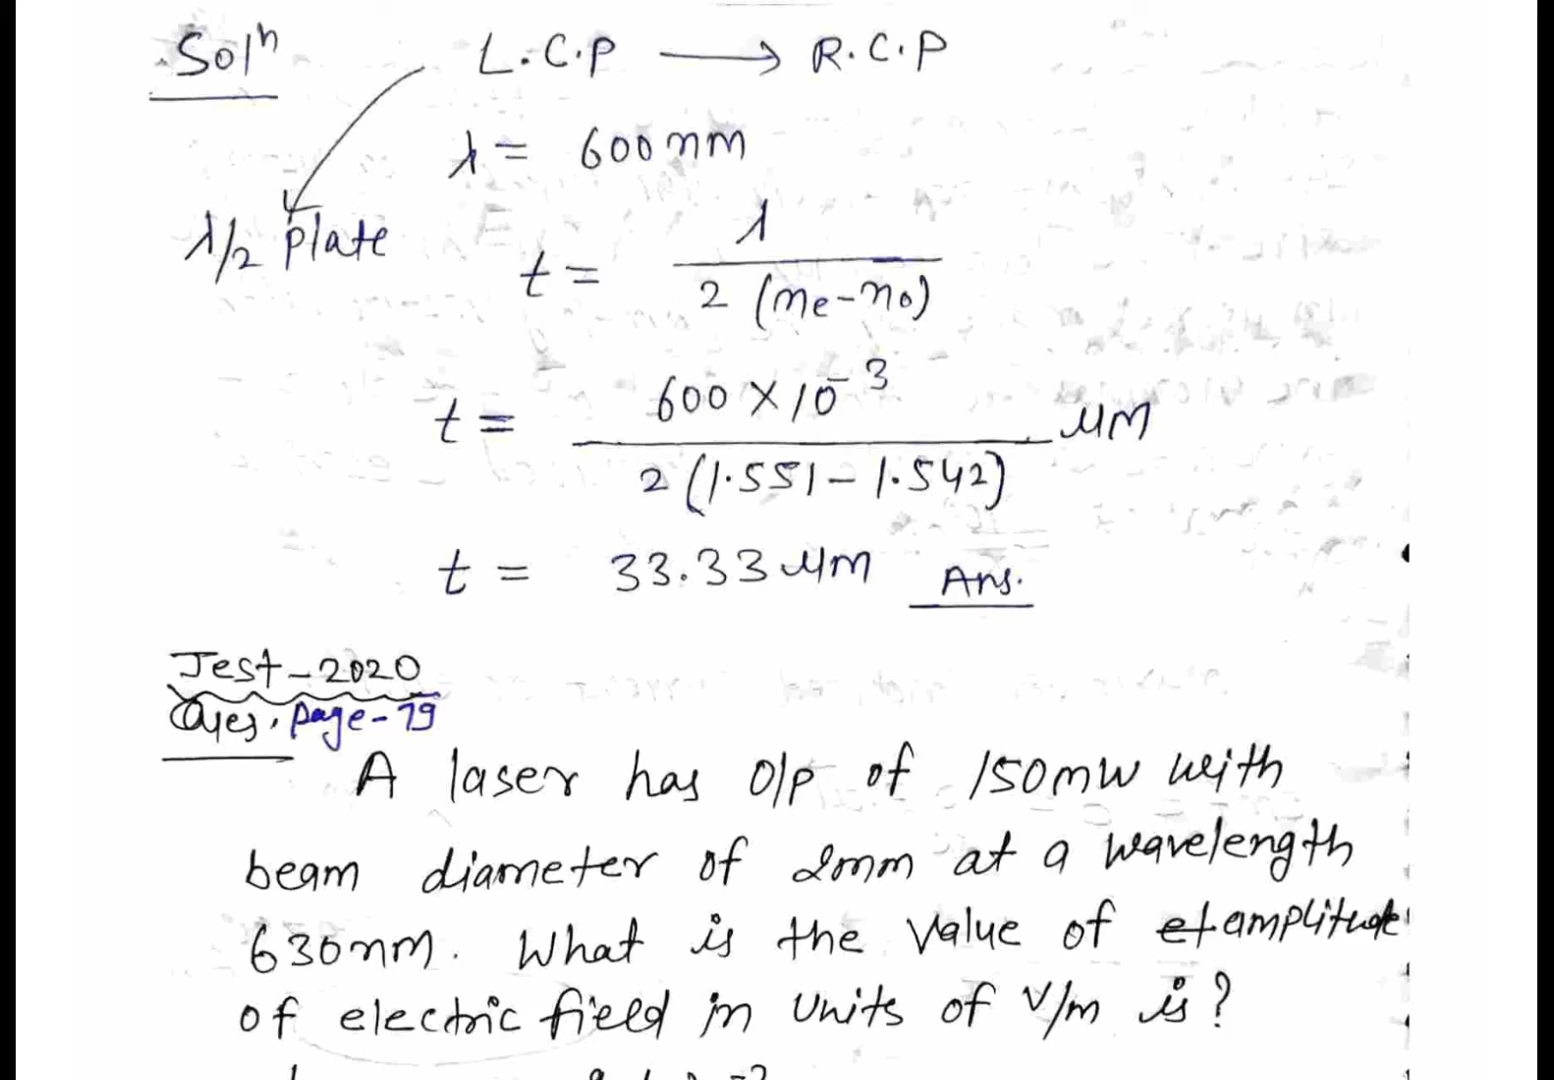 Solⁿ L.C.P → R.C.P
λ = 600 nm
λ/2 plate
t = λ / 2 (ne - no)
t = 600 × 10⁻³ / 2 (1.551 - 1.542) μm
t = 33.33 μm Ans.
Jest - 2020
Ques. page - 79
A laser has o/p of 150mw with
beam diameter of 2mm at a wavelength
630nm. What is the value of et amplitude
of electric field in units of V/m is?